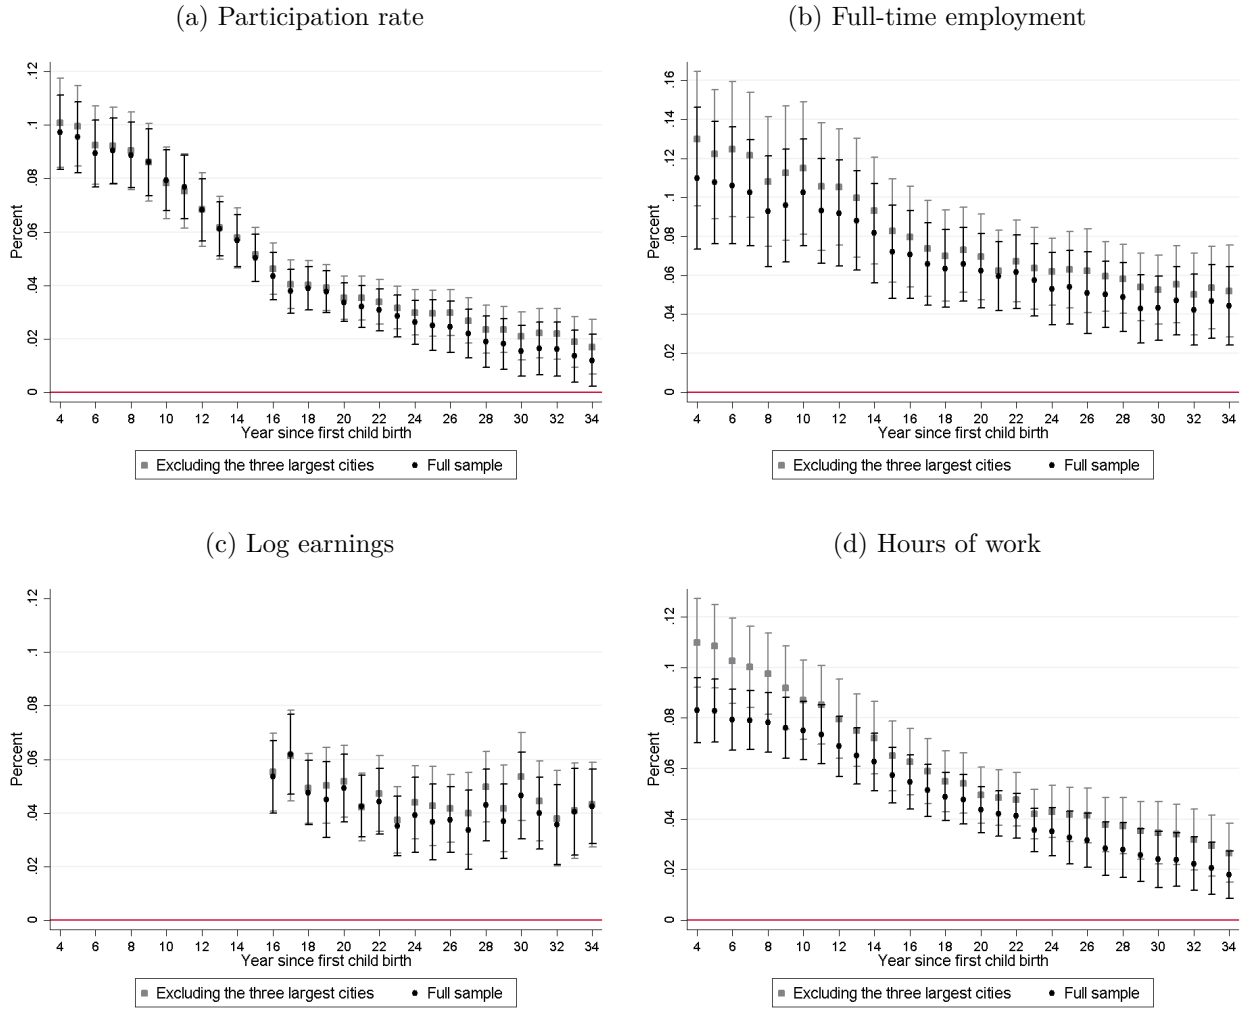 (a) Participation rate
Percent
.12
.1
.08
.06
.04
.02
0
4 6 8 10 12 14 16 18 20 22 24 26 28 30 32 34
Year since first child birth
Excluding the three largest cities Full sample
(b) Full-time employment
Percent
.16
.14
.12
.1
.08
.06
.04
.02
0
4 6 8 10 12 14 16 18 20 22 24 26 28 30 32 34
Year since first child birth
Excluding the three largest cities Full sample
(c) Log earnings
Percent
.12
.1
.08
.06
.04
.02
0
4 6 8 10 12 14 16 18 20 22 24 26 28 30 32 34
Year since first child birth
Excluding the three largest cities Full sample
(d) Hours of work
Percent
.12
.1
.08
.06
.04
.02
0
4 6 8 10 12 14 16 18 20 22 24 26 28 30 32 34
Year since first child birth
Excluding the three largest cities Full sample